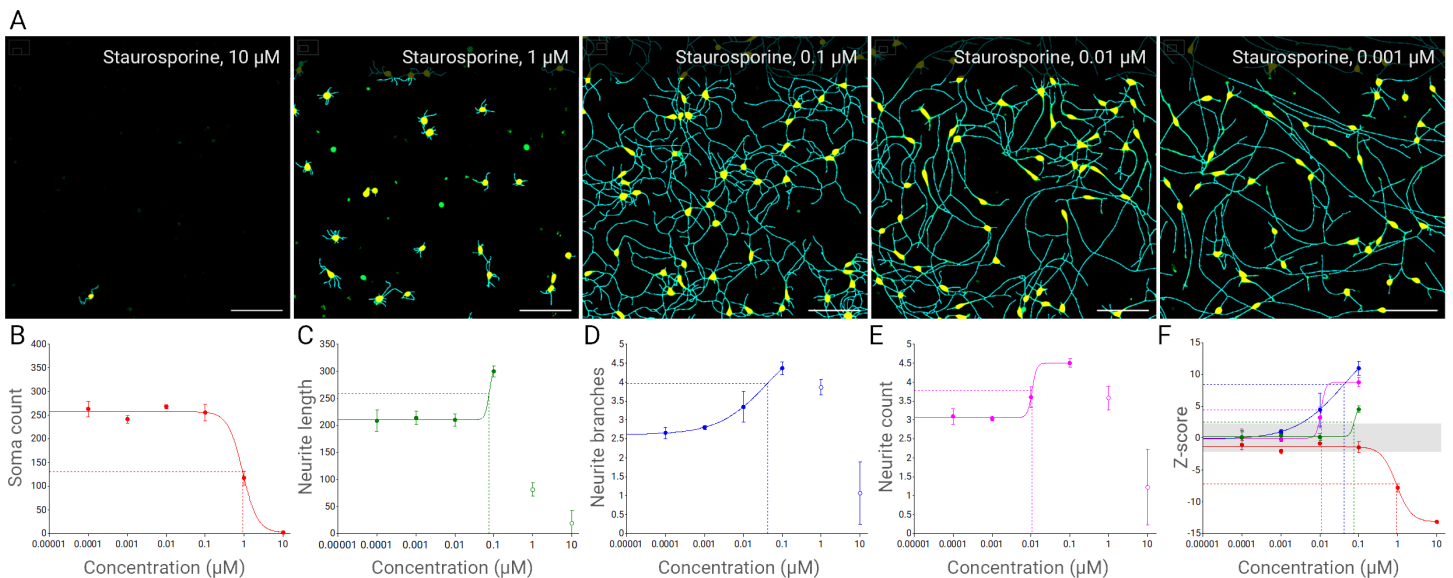 A
Staurosporine, 10 µM
Staurosporine, 1 µM
Staurosporine, 0.1 µM
Staurosporine, 0.01 µM
Staurosporine, 0.001 µM
B
Soma count
400
350
300
250
200
150
100
50
0
0.00001 0.0001 0.001 0.01 0.1 1 10
Concentration (µM)
C
Neurite length
350
300
250
200
150
100
50
0
0.00001 0.0001 0.001 0.01 0.1 1 10
Concentration (µM)
D
Neurite branches
5
4.5
4
3.5
3
2.5
2
1.5
1
0.5
0
0.00001 0.0001 0.001 0.01 0.1 1 10
Concentration (µM)
E
Neurite count
5
4.5
4
3.5
3
2.5
2
1.5
1
0.5
0
0.00001 0.0001 0.001 0.01 0.1 1 10
Concentration (µM)
F
Z-score
15
10
5
0
-5
-10
-15
0.00001 0.0001 0.001 0.01 0.1 1 10
Concentration (µM)